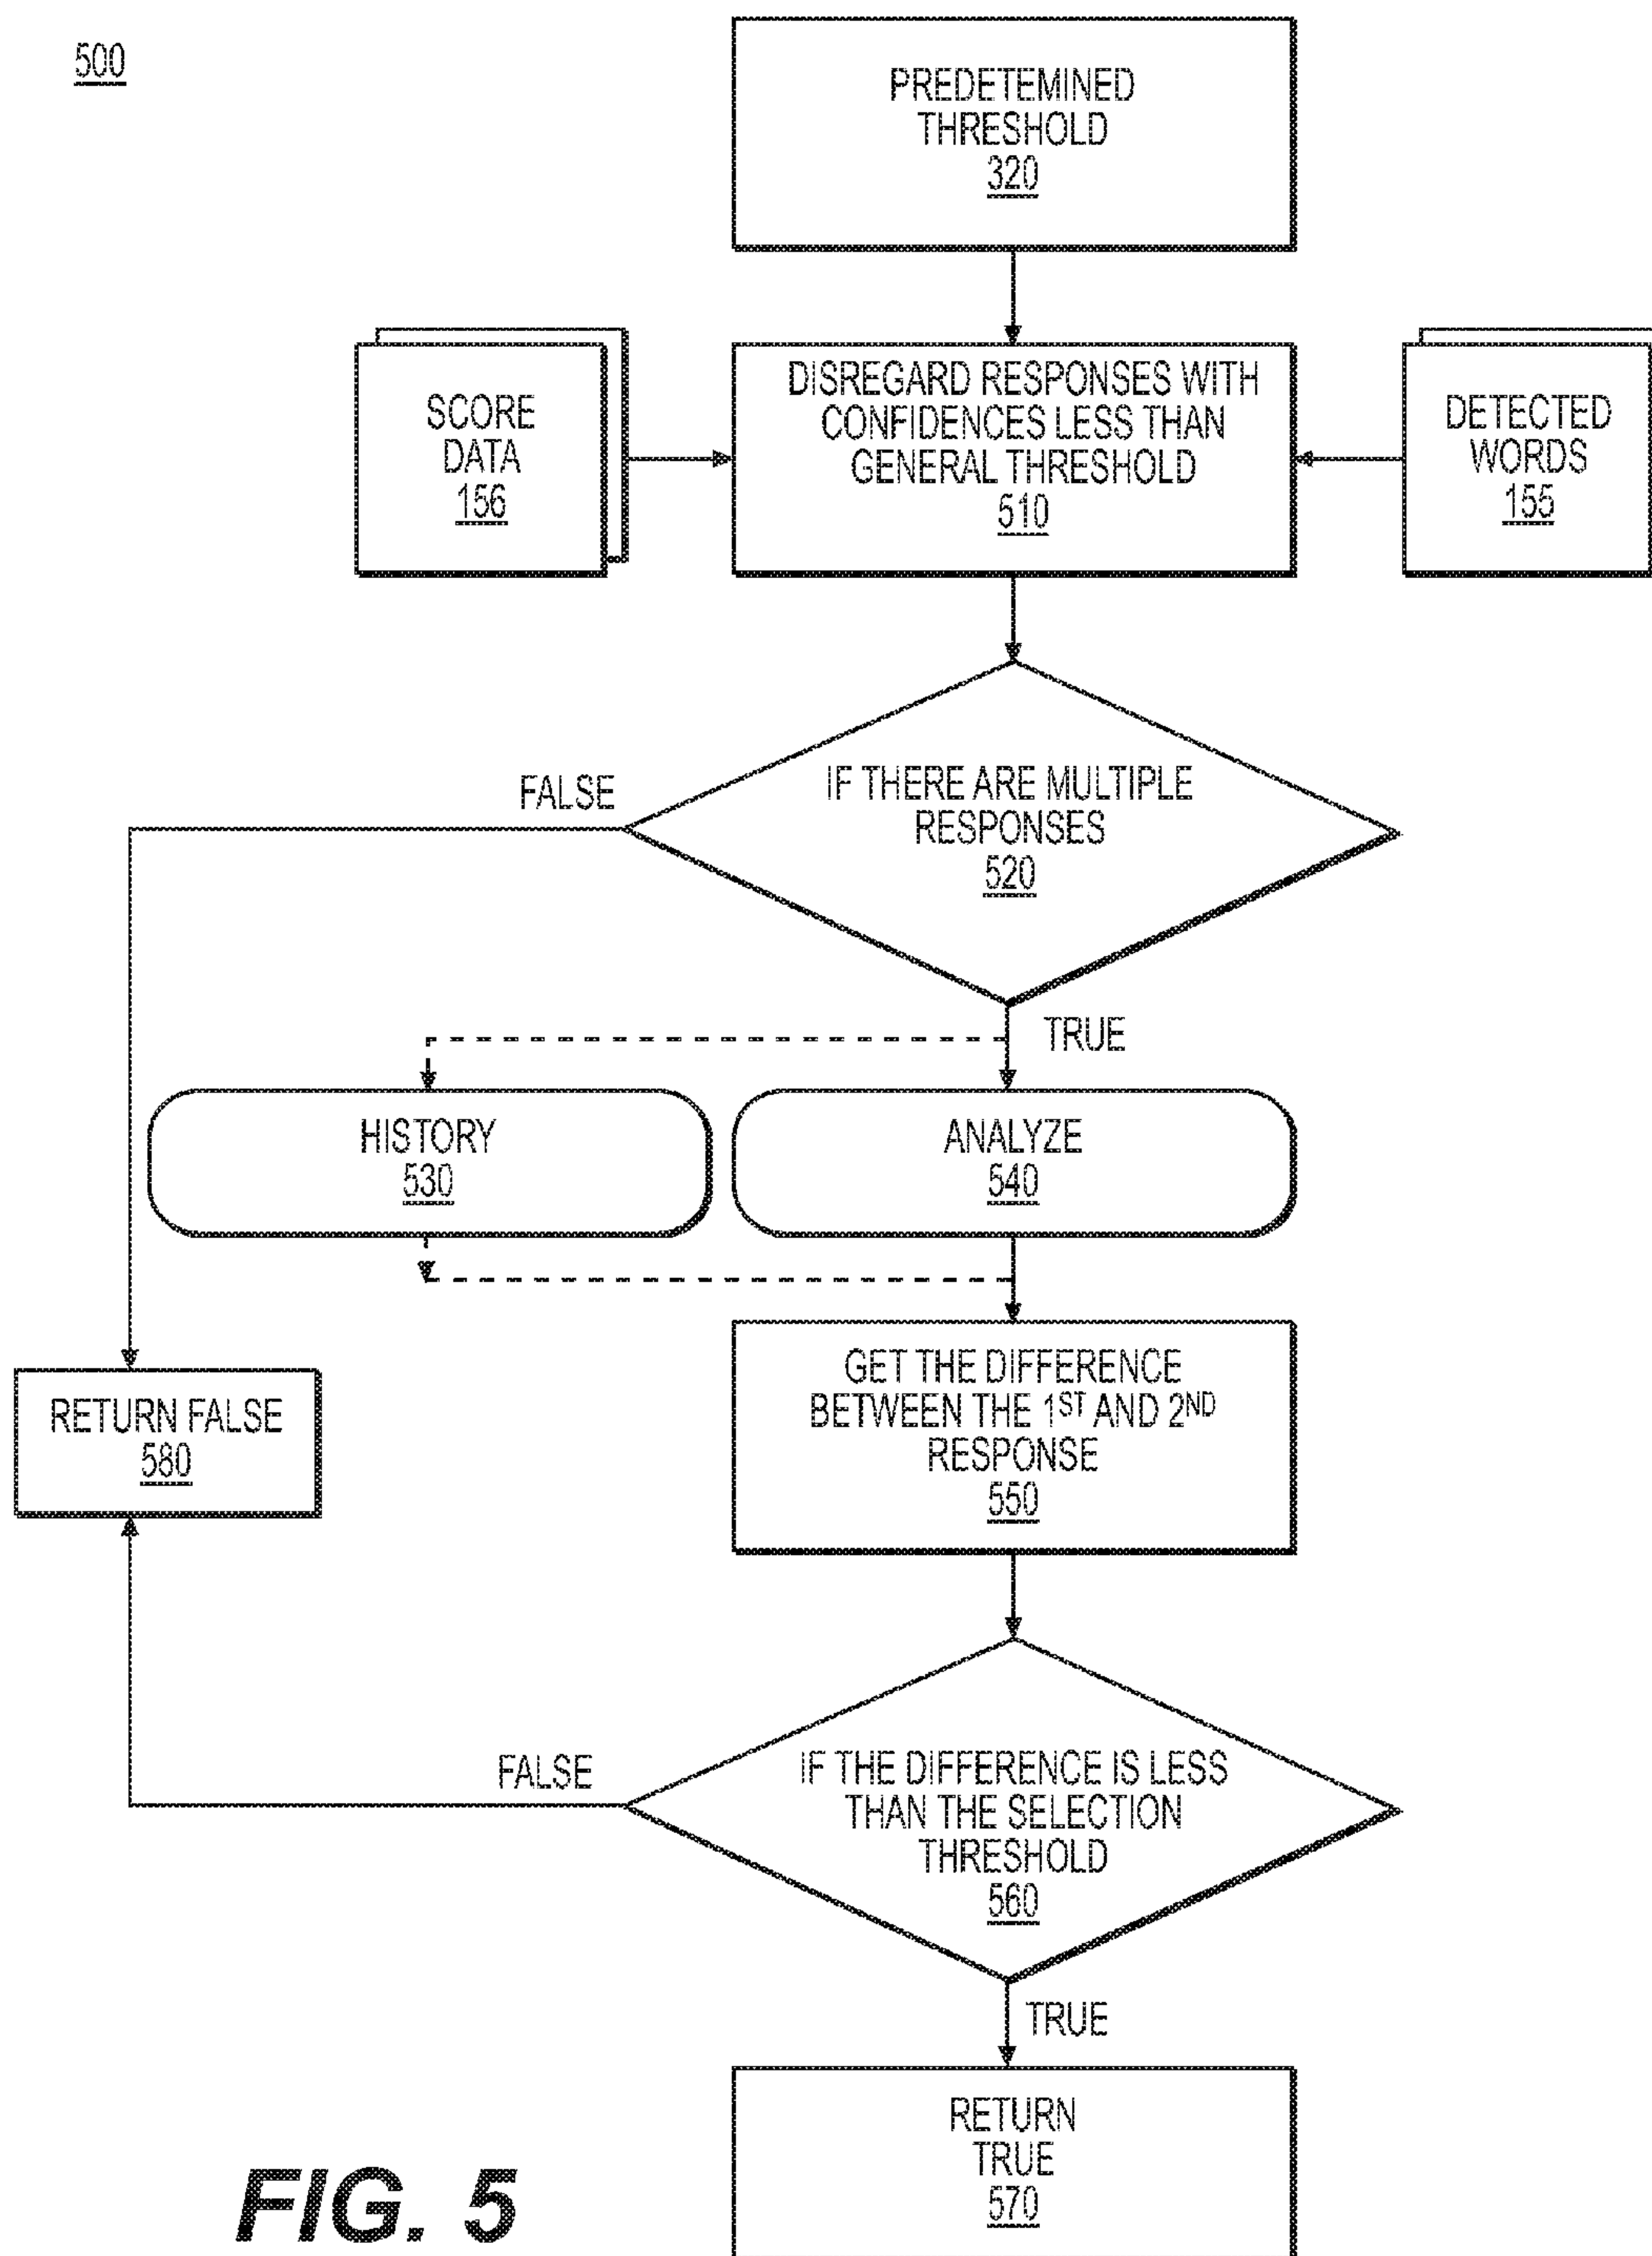 500
PREDETEMINED
THRESHOLD
320
SCORE
DATA
156
DISREGARD RESPONSES WITH
CONFIDENCES LESS THAN
GENERAL THRESHOLD
510
DETECTED
WORDS
155
IF THERE ARE MULTIPLE
RESPONSES
520
FALSE
TRUE
HISTORY
530
ANALYZE
540
GET THE DIFFERENCE
BETWEEN THE 1ST AND 2ND
RESPONSE
550
RETURN FALSE
580
IF THE DIFFERENCE IS LESS
THAN THE SELECTION
THRESHOLD
560
FALSE
TRUE
RETURN
TRUE
570
FIG. 5